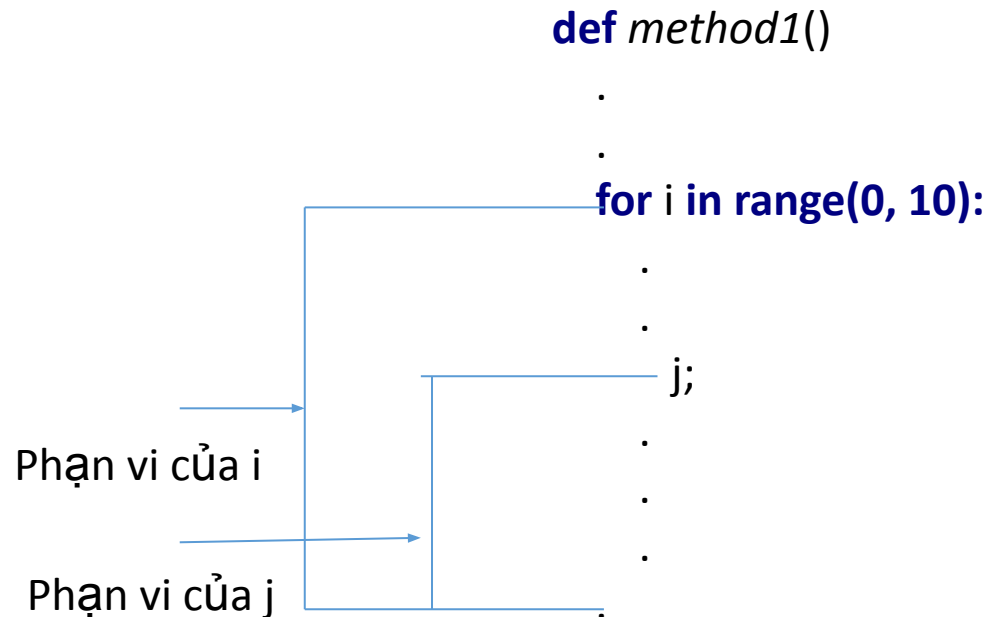 def method1()
.
.
for i in range(0, 10):
.
.
j;
.
Phạn vi của i
.
.
Phạn vi của j
.